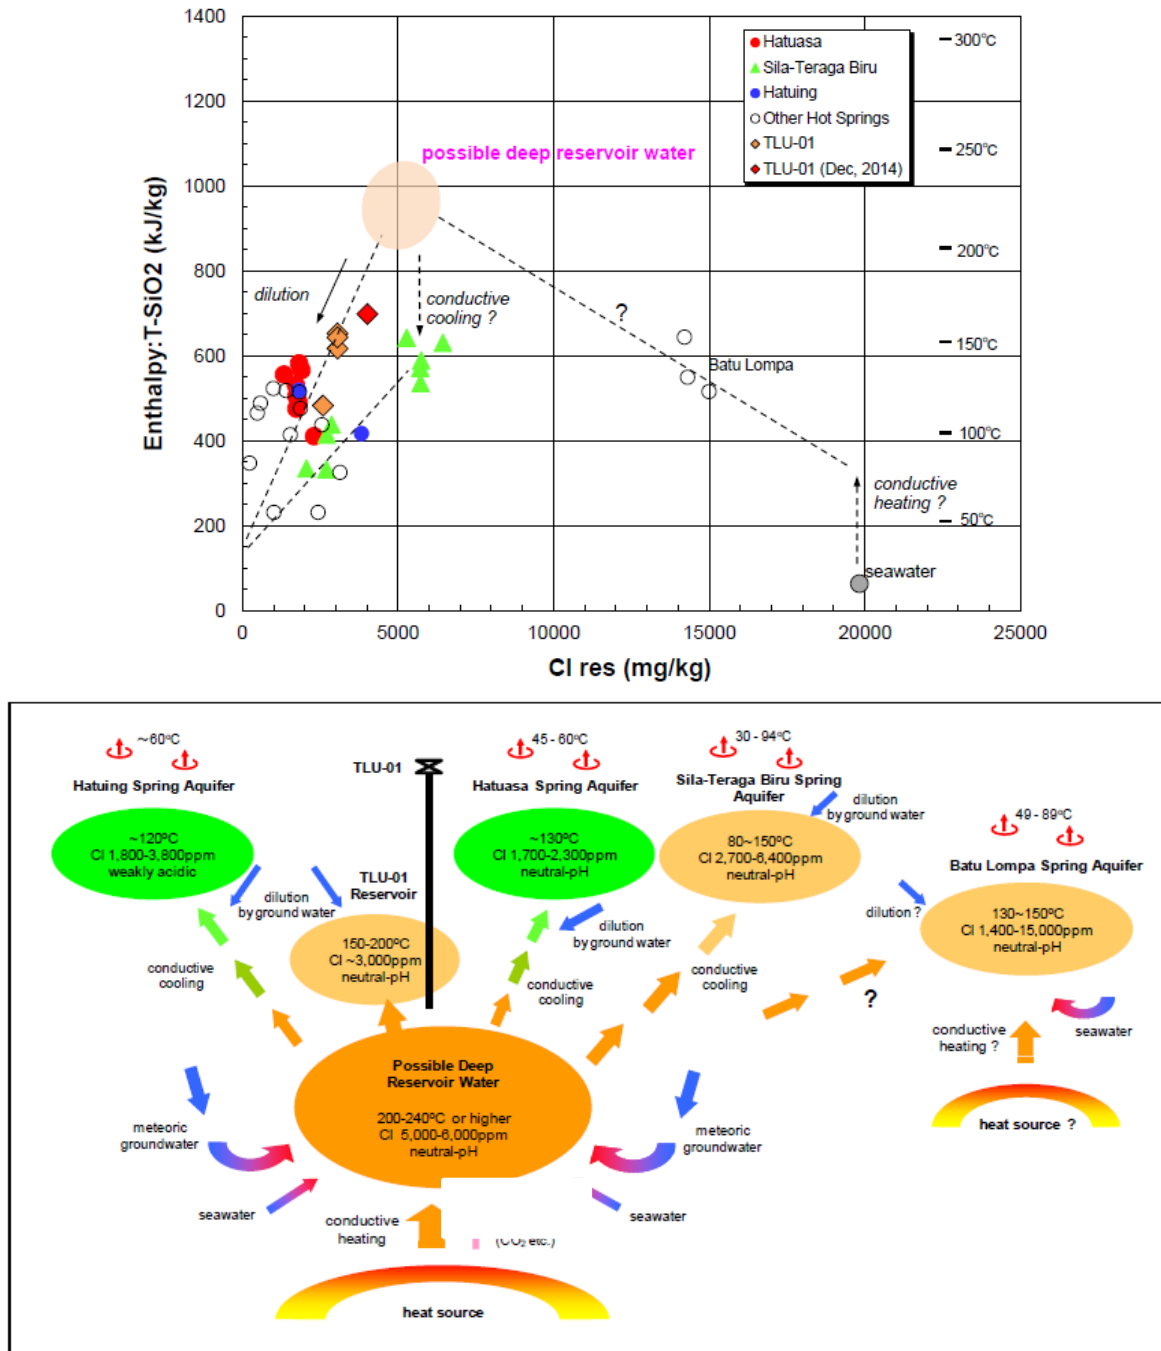 1400
1200
1000
800
600
400
200
0
Enthalpy:T-SiO2 (kJ/kg)
0
5000
10000
15000
20000
25000
Cl res (mg/kg)
Hatuasa
Sila-Teraga Biru
Hatuing
Other Hot Springs
TLU-01
TLU-01 (Dec, 2014)
300°C
250°C
200°C
150°C
100°C
50°C
possible deep reservoir water
dilution
conductive
cooling ?
?
Batu Lompa
conductive
heating ?
seawater
~60°C
Hatuing Spring Aquifer
~120ºC
Cl 1,800-3,800ppm
weakly acidic
dilution
by ground water
TLU-01
TLU-01
Reservoir
150-200ºC
Cl ~3,000ppm
neutral-pH
conductive
cooling
45 - 60°C
Hatuasa Spring Aquifer
~130ºC
Cl 1,700-2,300ppm
neutral-pH
dilution
by ground water
conductive
cooling
30 - 94°C
Sila-Teraga Biru Spring
Aquifer
dilution
by ground water
80~150ºC
Cl 2,700-6,400ppm
neutral-pH
conductive
cooling
49 - 89°C
Batu Lompa Spring Aquifer
dilution ?
130~150ºC
Cl 1,400-15,000ppm
neutral-pH
?
seawater
conductive
heating ?
heat source ?
Possible Deep
Reservoir Water
200-240ºC or higher
Cl 5,000-6,000ppm
neutral-pH
meteoric
groundwater
seawater
meteoric
groundwater
seawater
conductive
heating
(CO2 etc.)
heat source